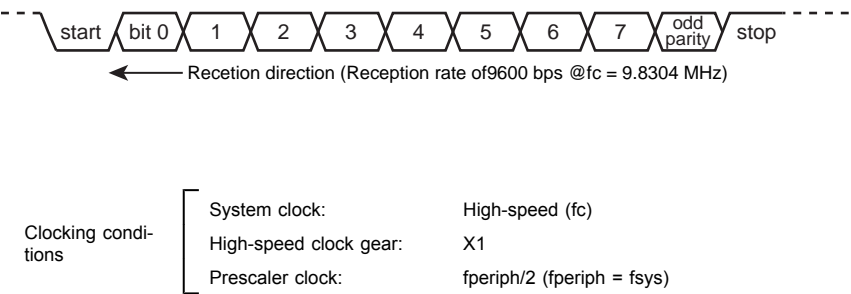 start bit 0 1 2 3 4 5 6 7 odd parity stop
Recetion direction (Reception rate of9600 bps @fc = 9.8304 MHz)
Clocking condi-
tions
System clock: High-speed (fc)
High-speed clock gear: X1
Prescaler clock: fperiph/2 (fperiph = fsys)